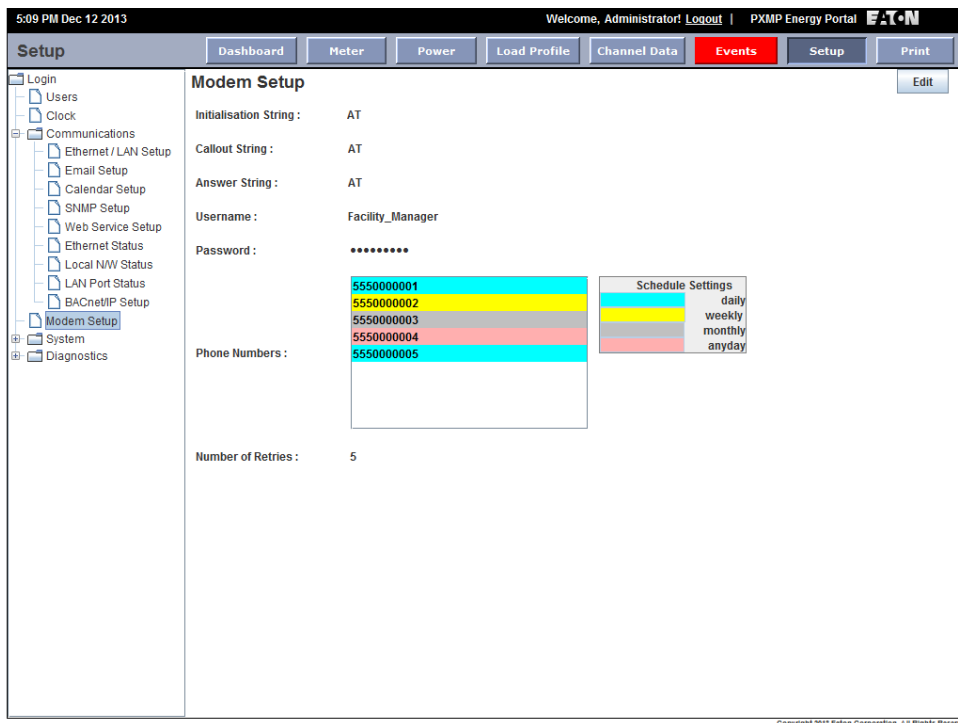 5:09 PM Dec 12 2013
Welcome, Administrator! Logout | PXMP Energy Portal EATON
Setup
Dashboard
Meter
Power
Load Profile
Channel Data
Events
Setup
Print
Login
Users
Clock
Communications
Ethernet / LAN Setup
Email Setup
Calendar Setup
SNMP Setup
Web Service Setup
Ethernet Status
Local N/W Status
LAN Port Status
BACnet/IP Setup
Modem Setup
System
Diagnostics
Modem Setup
Edit
Initialisation String : AT
Callout String : AT
Answer String : AT
Username : Facility_Manager
Password : •••••••••
Phone Numbers :
5550000001
5550000002
5550000003
5550000004
5550000005
Schedule Settings
daily
weekly
monthly
anyday
Number of Retries : 5